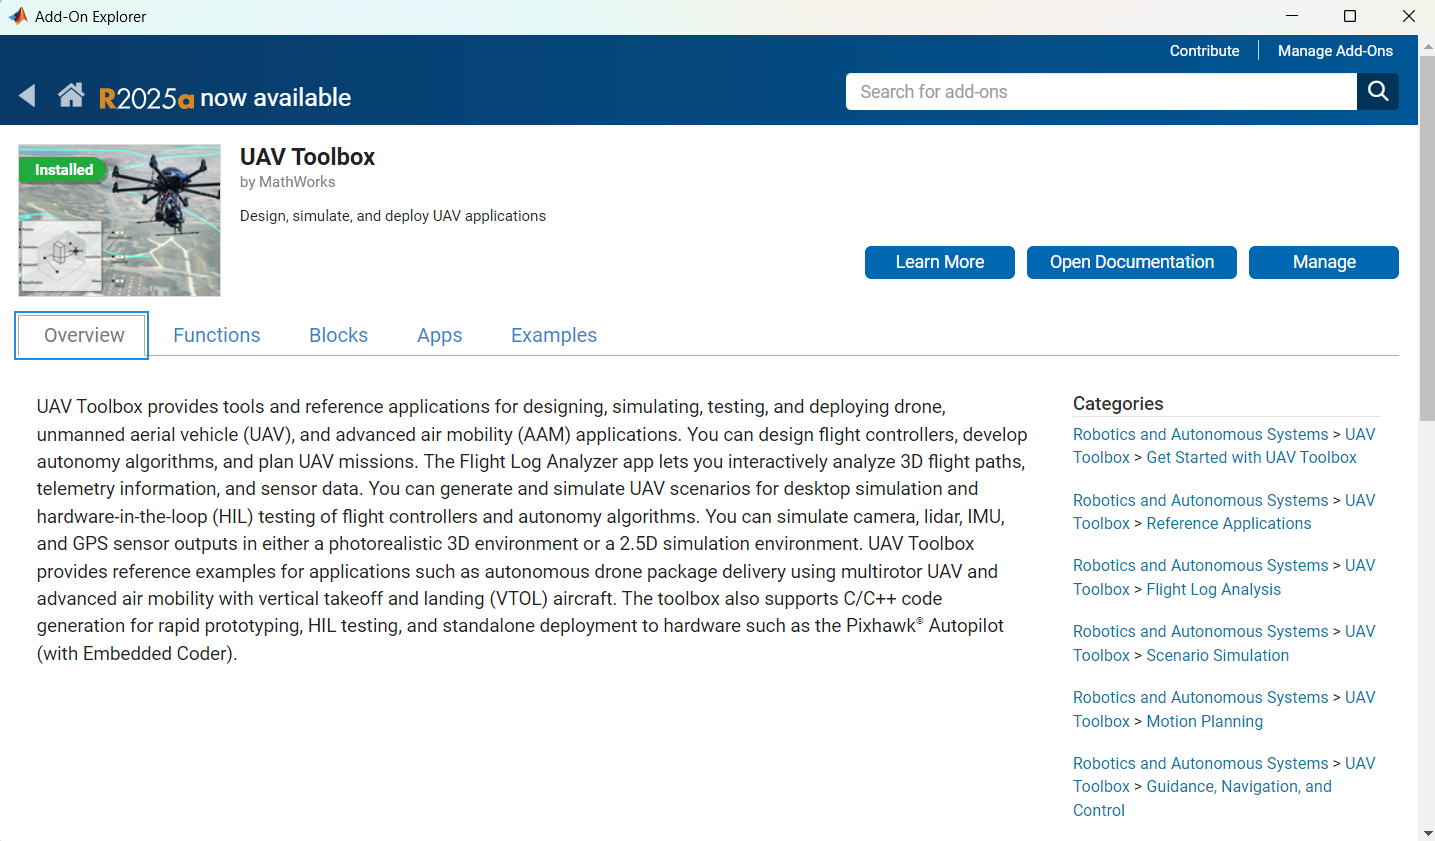 Add-On Explorer
Contribute
Manage Add-Ons
R2025a now available
Search for add-ons
Installed
UAV Toolbox
by MathWorks
Design, simulate, and deploy UAV applications
Learn More
Open Documentation
Manage
Overview
Functions
Blocks
Apps
Examples
UAV Toolbox provides tools and reference applications for designing, simulating, testing, and deploying drone,
unmanned aerial vehicle (UAV), and advanced air mobility (AAM) applications. You can design flight controllers, develop
autonomy algorithms, and plan UAV missions. The Flight Log Analyzer app lets you interactively analyze 3D flight paths,
telemetry information, and sensor data. You can generate and simulate UAV scenarios for desktop simulation and
hardware-in-the-loop (HIL) testing of flight controllers and autonomy algorithms. You can simulate camera, lidar, IMU,
and GPS sensor outputs in either a photorealistic 3D environment or a 2.5D simulation environment. UAV Toolbox
provides reference examples for applications such as autonomous drone package delivery using multirotor UAV and
advanced air mobility with vertical takeoff and landing (VTOL) aircraft. The toolbox also supports C/C++ code
generation for rapid prototyping, HIL testing, and standalone deployment to hardware such as the Pixhawk® Autopilot
(with Embedded Coder).
Categories
Robotics and Autonomous Systems > UAV
Toolbox > Get Started with UAV Toolbox
Robotics and Autonomous Systems > UAV
Toolbox > Reference Applications
Robotics and Autonomous Systems > UAV
Toolbox > Flight Log Analysis
Robotics and Autonomous Systems > UAV
Toolbox > Scenario Simulation
Robotics and Autonomous Systems > UAV
Toolbox > Motion Planning
Robotics and Autonomous Systems > UAV
Toolbox > Guidance, Navigation, and
Control